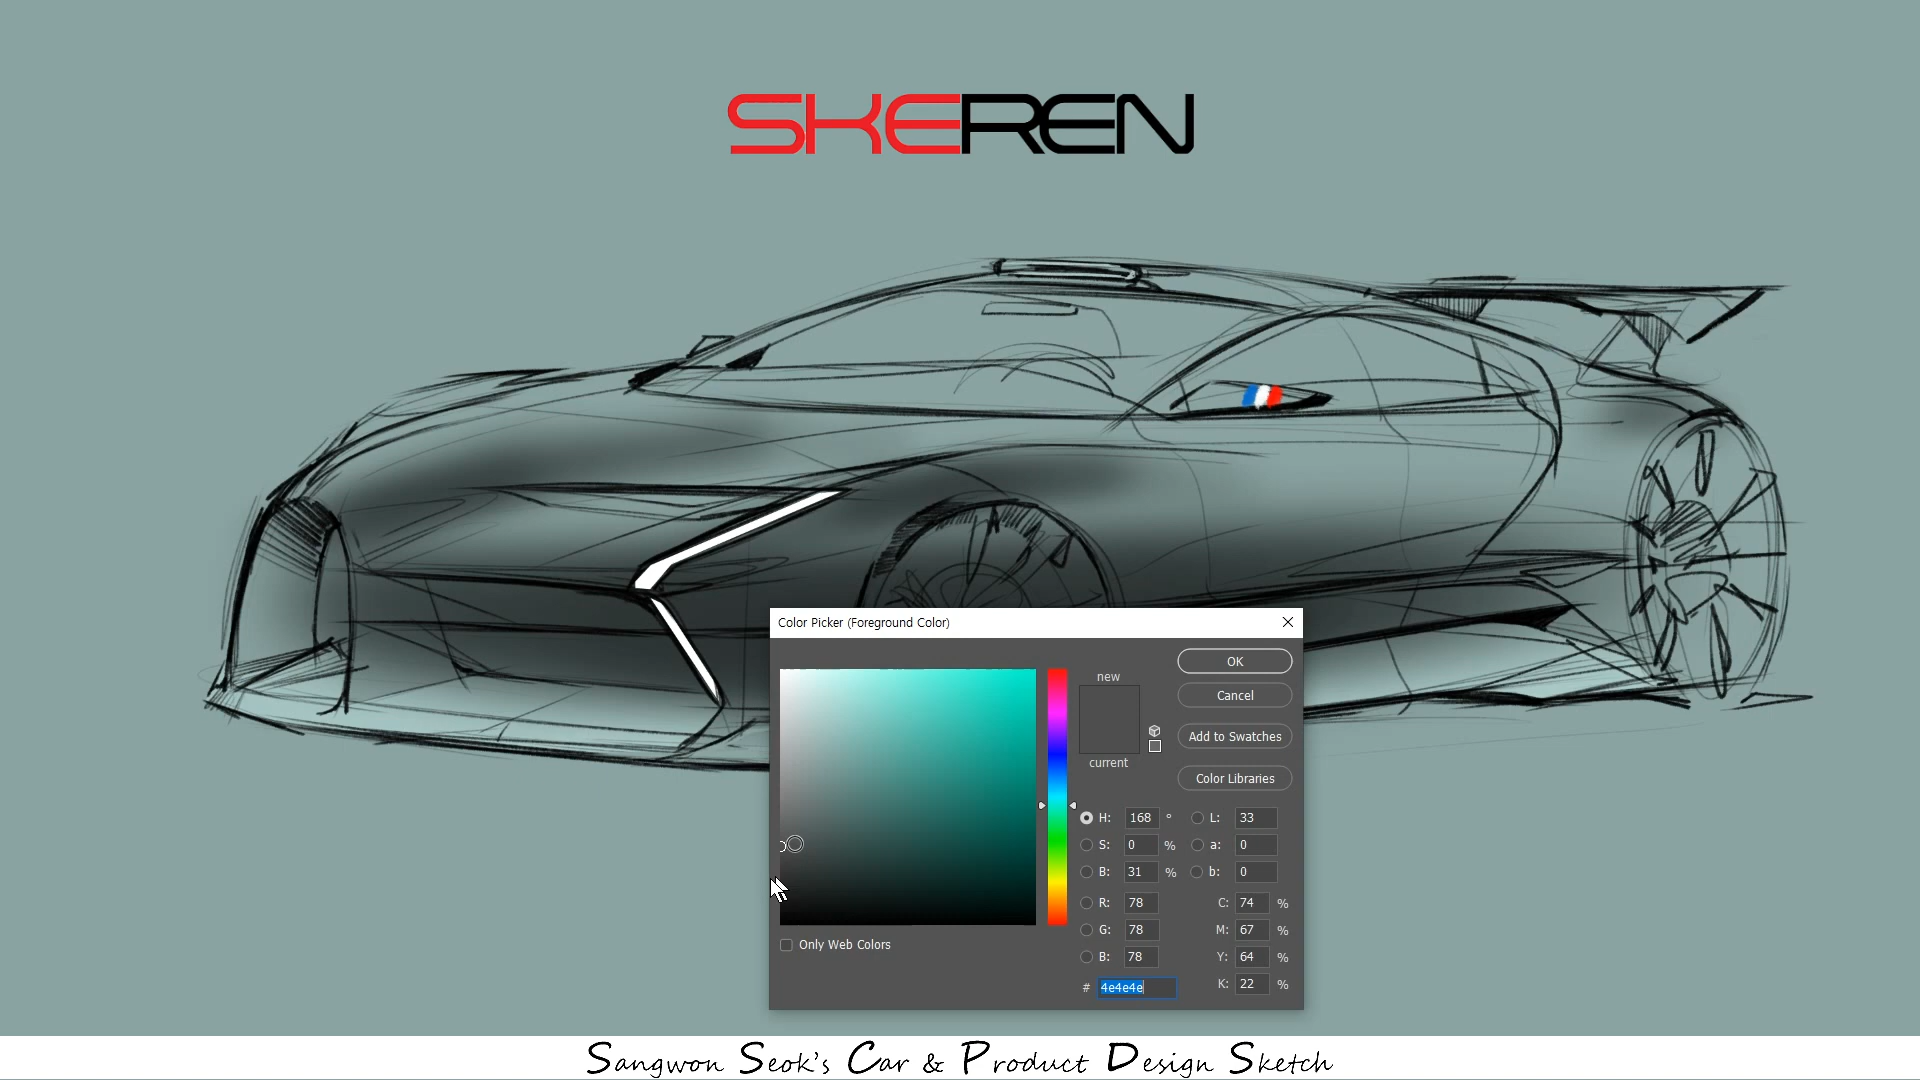 SKEREN
Color Picker (Foreground Color)
new
current
OK
Cancel
Add to Swatches
Color Libraries
H: 168 °
S: 0 %
B: 31 %
R: 78
G: 78
B: 78
# 4e4e4e
L: 33
a: 0
b: 0
C: 74 %
M: 67 %
Y: 64 %
K: 22 %
Only Web Colors
Sangwon Seok's Car & Product Design Sketch